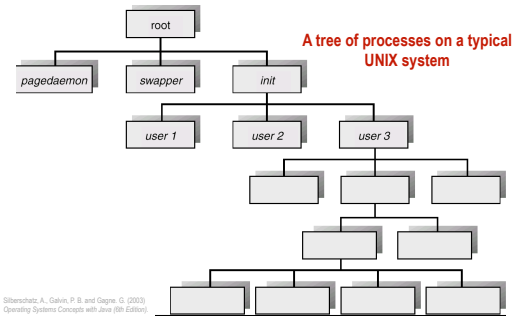 root
A tree of processes on a typical
UNIX system
pagedaemon
swapper
init
user 1
user 2
user 3
Silberschatz, A., Galvin, P. B. and Gagne. G. (2003)
Operating Systems Concepts with Java (6th Edition).